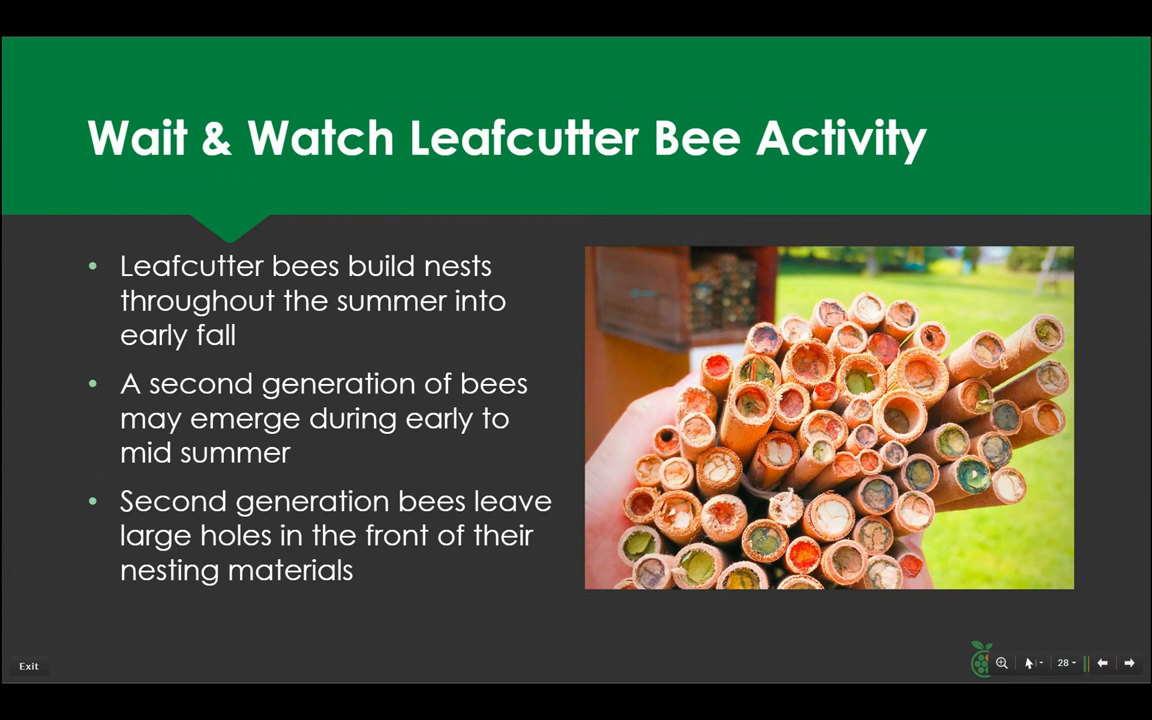 Wait & Watch Leafcutter Bee Activity
• Leafcutter bees build nests
throughout the summer into
early fall
• A second generation of bees
may emerge during early to
mid summer
• Second generation bees leave
large holes in the front of their
nesting materials
Exit
28